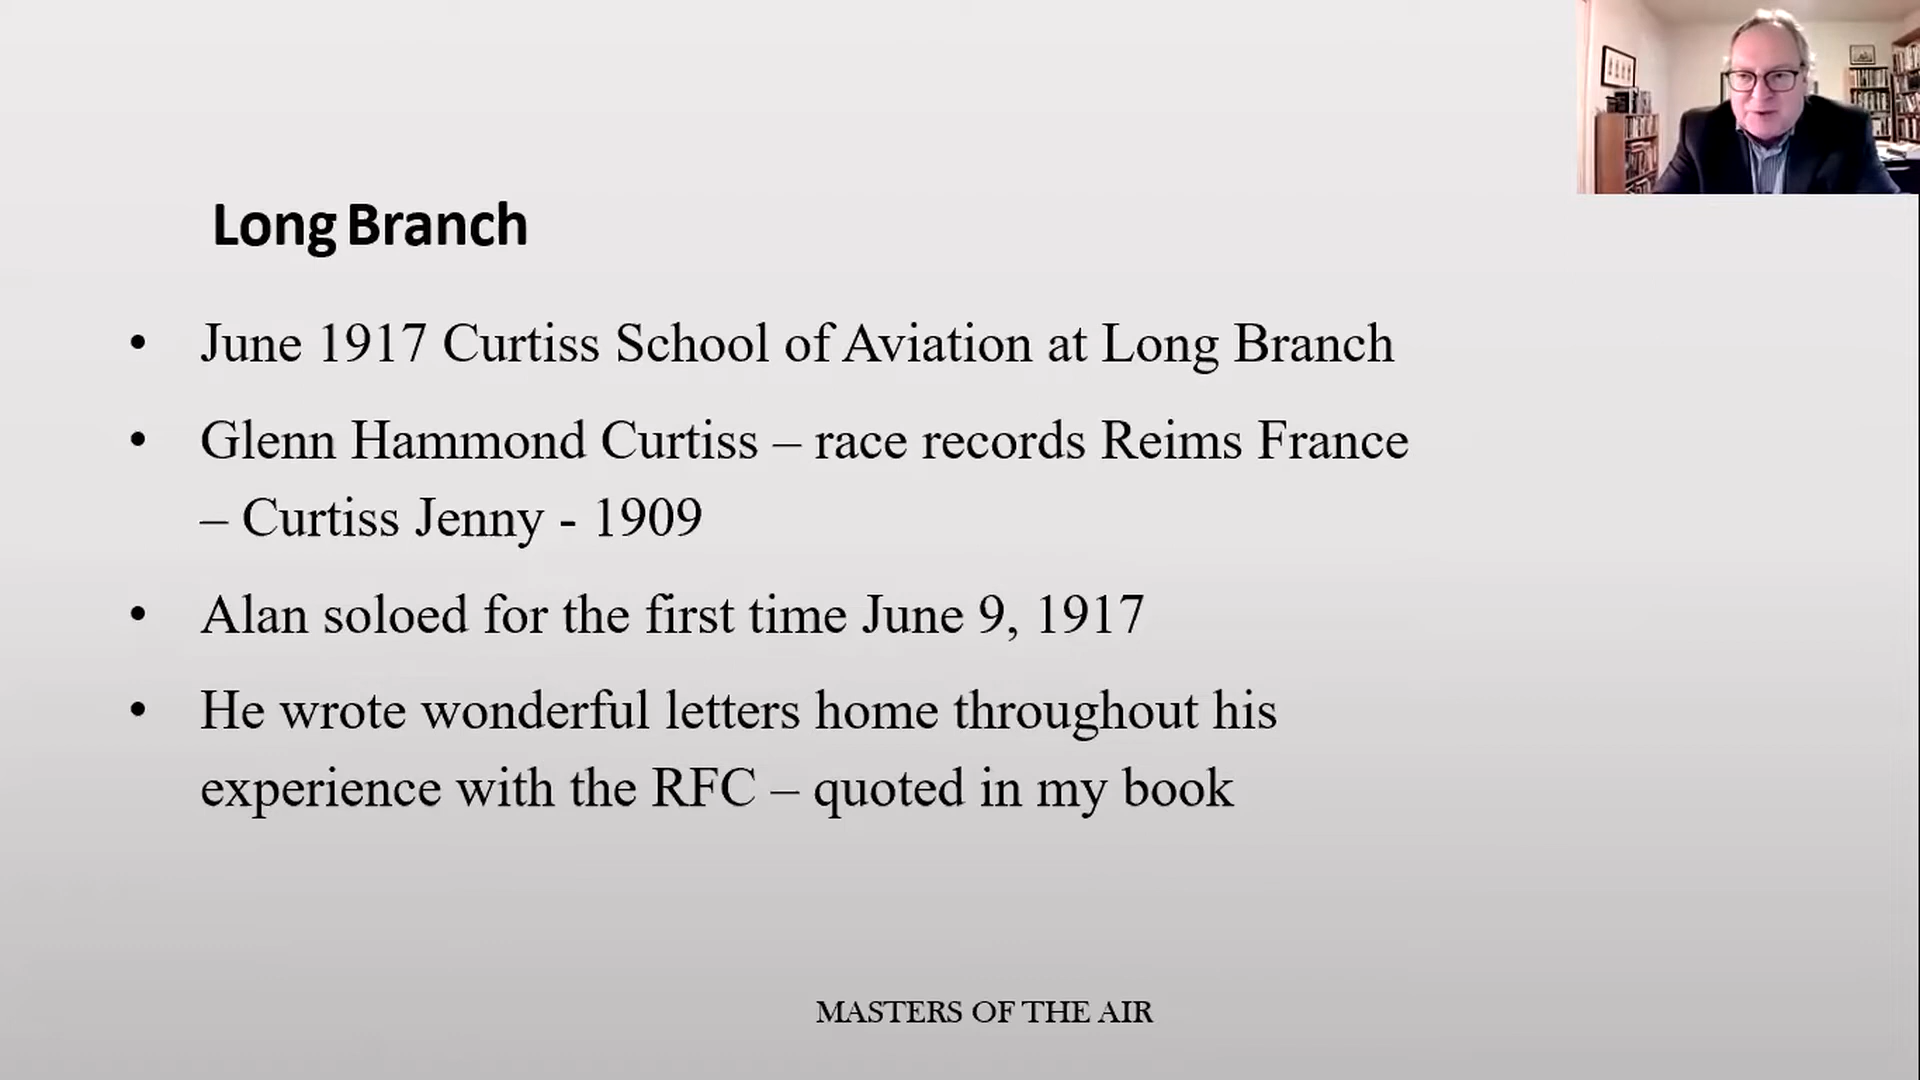 Long Branch
• June 1917 Curtiss School of Aviation at Long Branch
• Glenn Hammond Curtiss – race records Reims France
– Curtiss Jenny - 1909
• Alan soloed for the first time June 9, 1917
• He wrote wonderful letters home throughout his
experience with the RFC – quoted in my book
MASTERS OF THE AIR